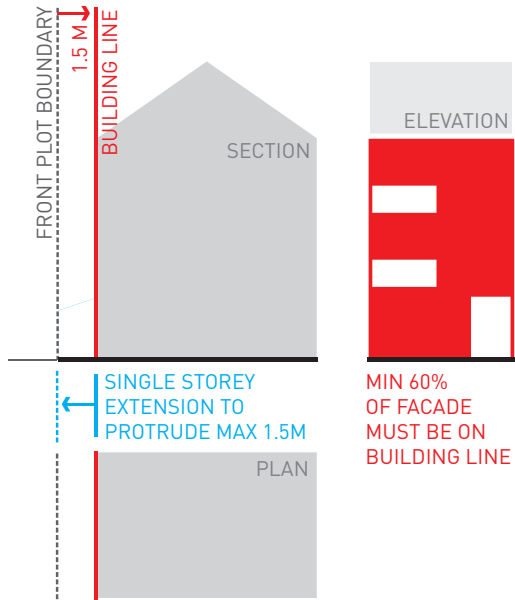 FRONT PLOT BOUNDARY
1.5 M
BUILDING LINE
SECTION
ELEVATION
SINGLE STOREY
EXTENSION TO
PROTRUDE MAX 1.5M
MIN 60%
OF FACADE
MUST BE ON
BUILDING LINE
PLAN